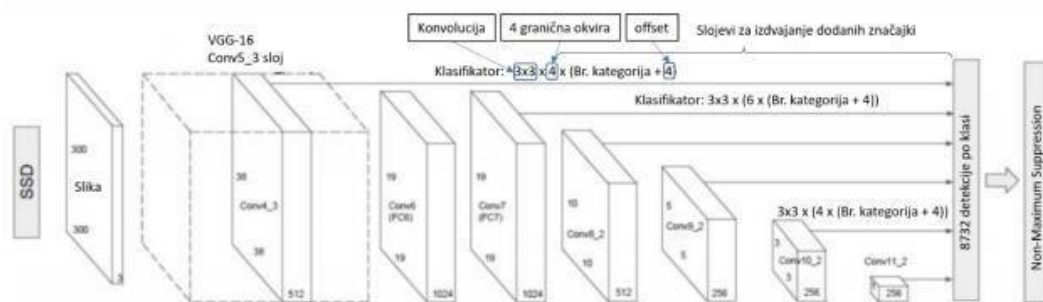 Konvolucija
4 granična okvira
offset
Slojevi za izdvajanje dodanih značajki
VGG-16
Conv5_3 sloj
Klasifikator: 3x3 x 4 x (Br. kategorija + 4)
Klasifikator: 3x3 x (6 x (Br. kategorija + 4))
SSD
300
Slika
300
3
38
Conv4_3
38
512
19
Conv6
(FC6)
19
1024
19
Conv7
(FC7)
19
1024
10
Conv8_2
10
512
5
Conv9_2
5
256
3x3 x (4 x (Br. kategorija + 4))
3
Conv10_2
3
256
Conv11_2
256
8732 detekcije po klasi
Non-Maximum Suppression